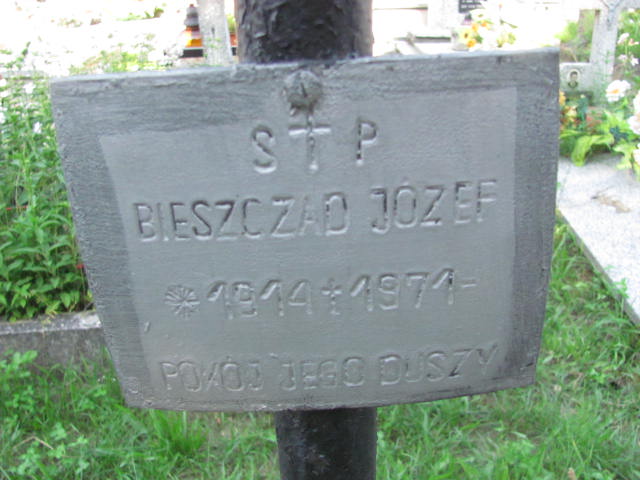 S † P
BIESZCZAD JÓZEF
* 1914 † 1971 -
POKÓJ JEGO DUSZY